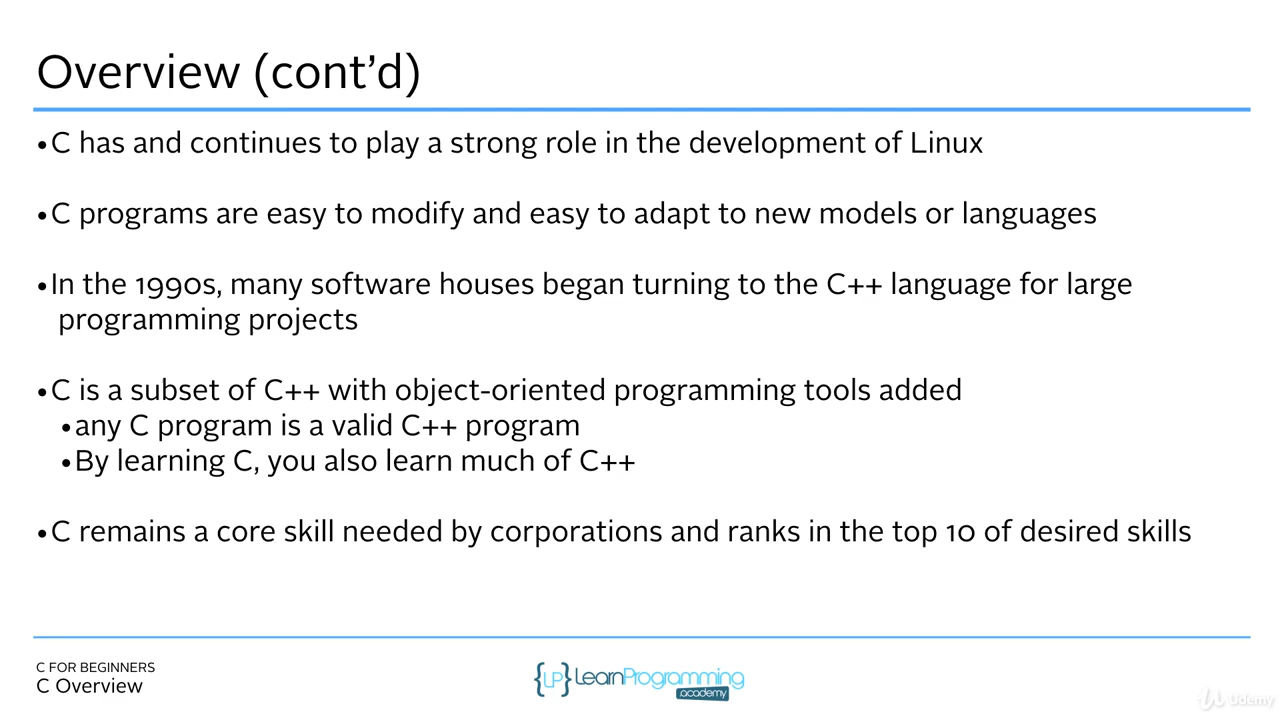 Overview (cont’d)
•C has and continues to play a strong role in the development of Linux
•C programs are easy to modify and easy to adapt to new models or languages
•In the 1990s, many software houses began turning to the C++ language for large
programming projects
•C is a subset of C++ with object-oriented programming tools added
•any C program is a valid C++ program
•By learning C, you also learn much of C++
•C remains a core skill needed by corporations and ranks in the top 10 of desired skills
C FOR BEGINNERS
C Overview
{LP} LearnProgramming
.academy
Udemy